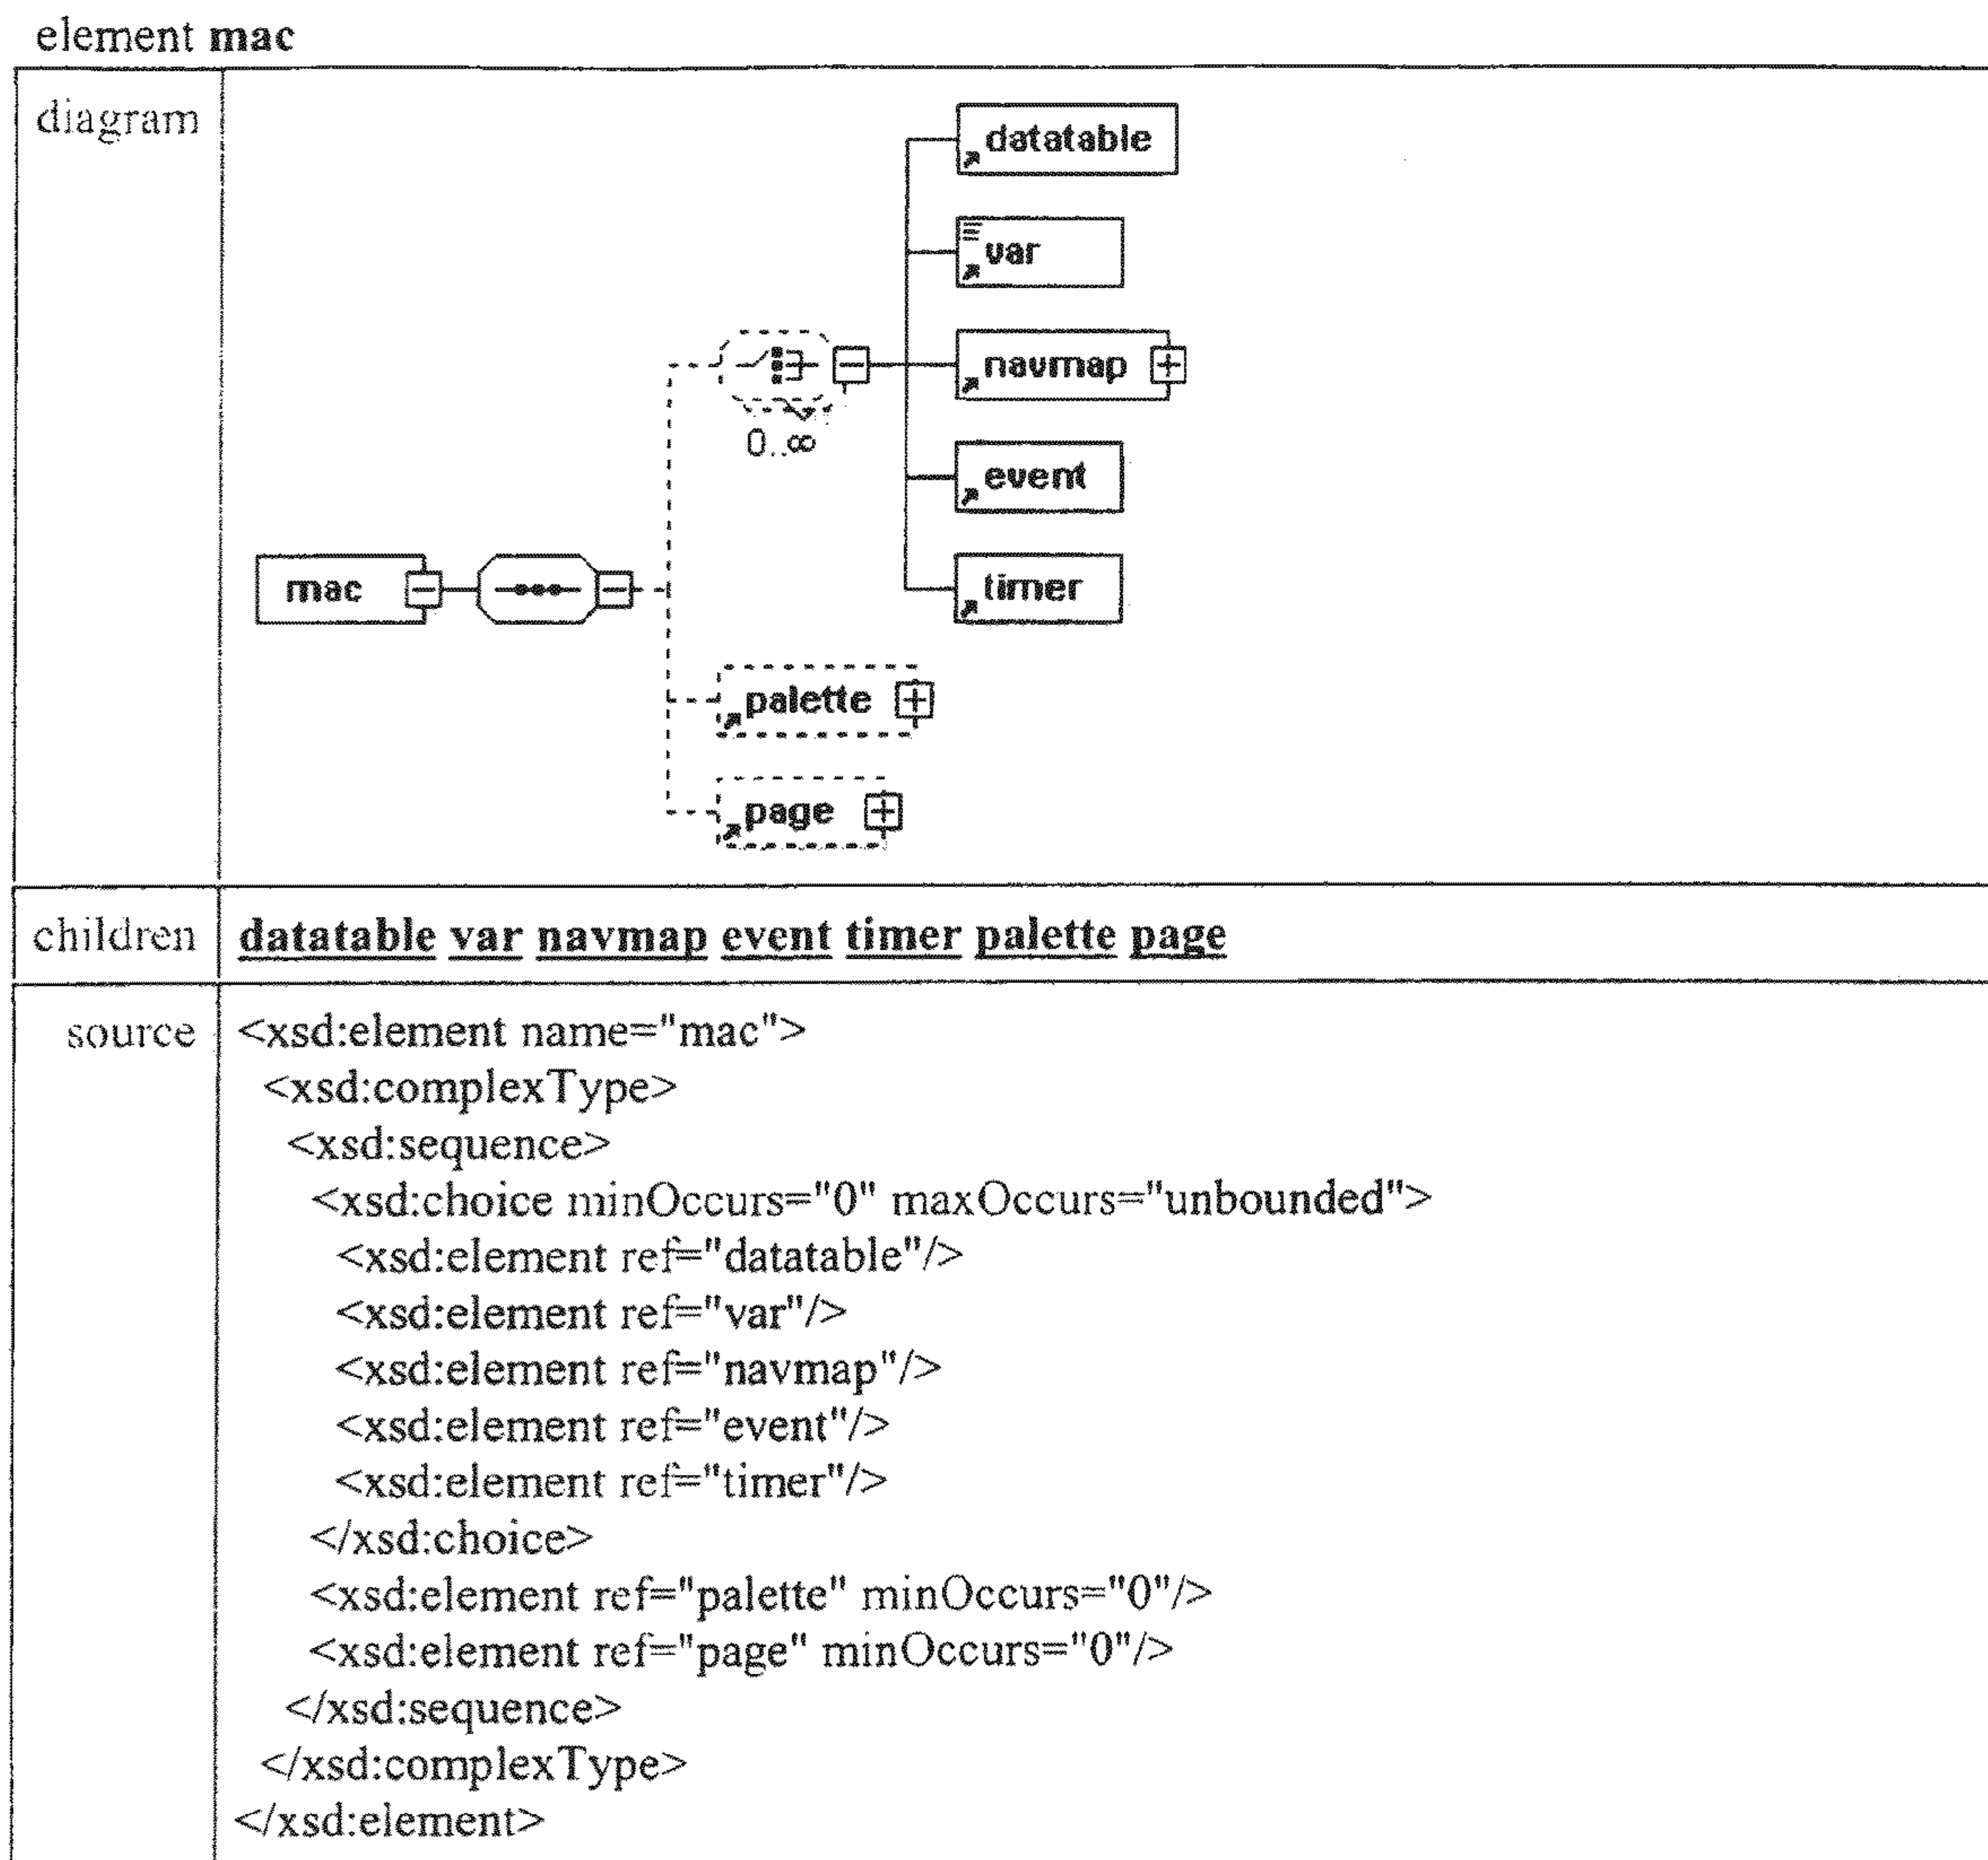 element mac
diagram
datatable
var
navmap
0..∞
event
mac
timer
palette
page
children datatable var navmap event timer palette page
source <xsd:element name="mac">
<xsd:complexType>
<xsd:sequence>
<xsd:choice minOccurs="0" maxOccurs="unbounded">
<xsd:element ref="datatable"/>
<xsd:element ref="var"/>
<xsd:element ref="navmap"/>
<xsd:element ref="event"/>
<xsd:element ref="timer"/>
</xsd:choice>
<xsd:element ref="palette" minOccurs="0"/>
<xsd:element ref="page" minOccurs="0"/>
</xsd:sequence>
</xsd:complexType>
</xsd:element>